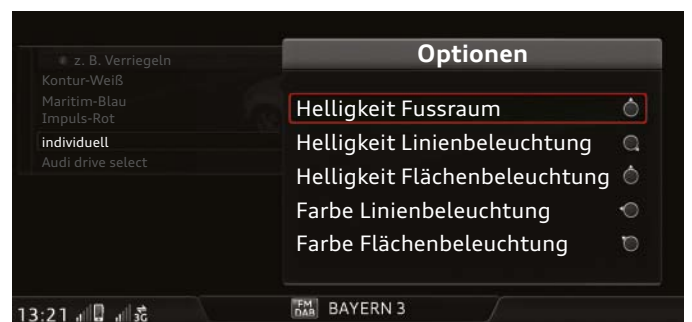 z. B. Verriegeln
Kontur-Weiß
Maritim-Blau
Impuls-Rot
individuell
Audi drive select
Optionen
Helligkeit Fussraum
Helligkeit Linienbeleuchtung
Helligkeit Flächenbeleuchtung
Farbe Linienbeleuchtung
Farbe Flächenbeleuchtung
13:21 3G
FM DAB BAYERN 3